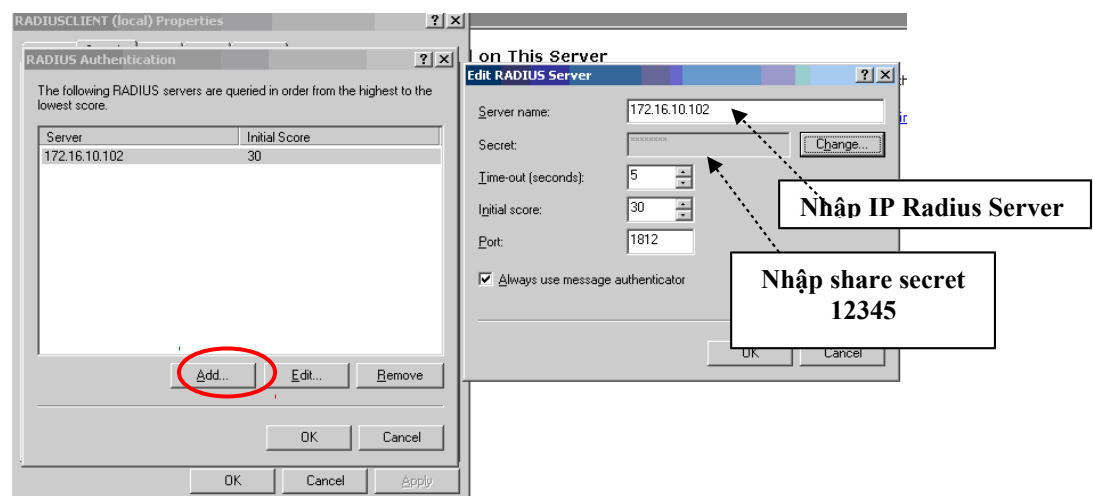 RADIUSCLIENT (local) Properties
RADIUS Authentication
The following RADIUS servers are queried in order from the highest to the
lowest score.
Server Initial Score
172.16.10.102 30
Add... Edit... Remove
OK Cancel
OK Cancel Apply
on This Server
Edit RADIUS Server
Server name: 172.16.10.102
Secret: ******** Change...
Time-out (seconds): 5
Initial score: 30
Port: 1812
Always use message authenticator
OK Cancel
Nhập IP Radius Server
Nhập share secret
12345